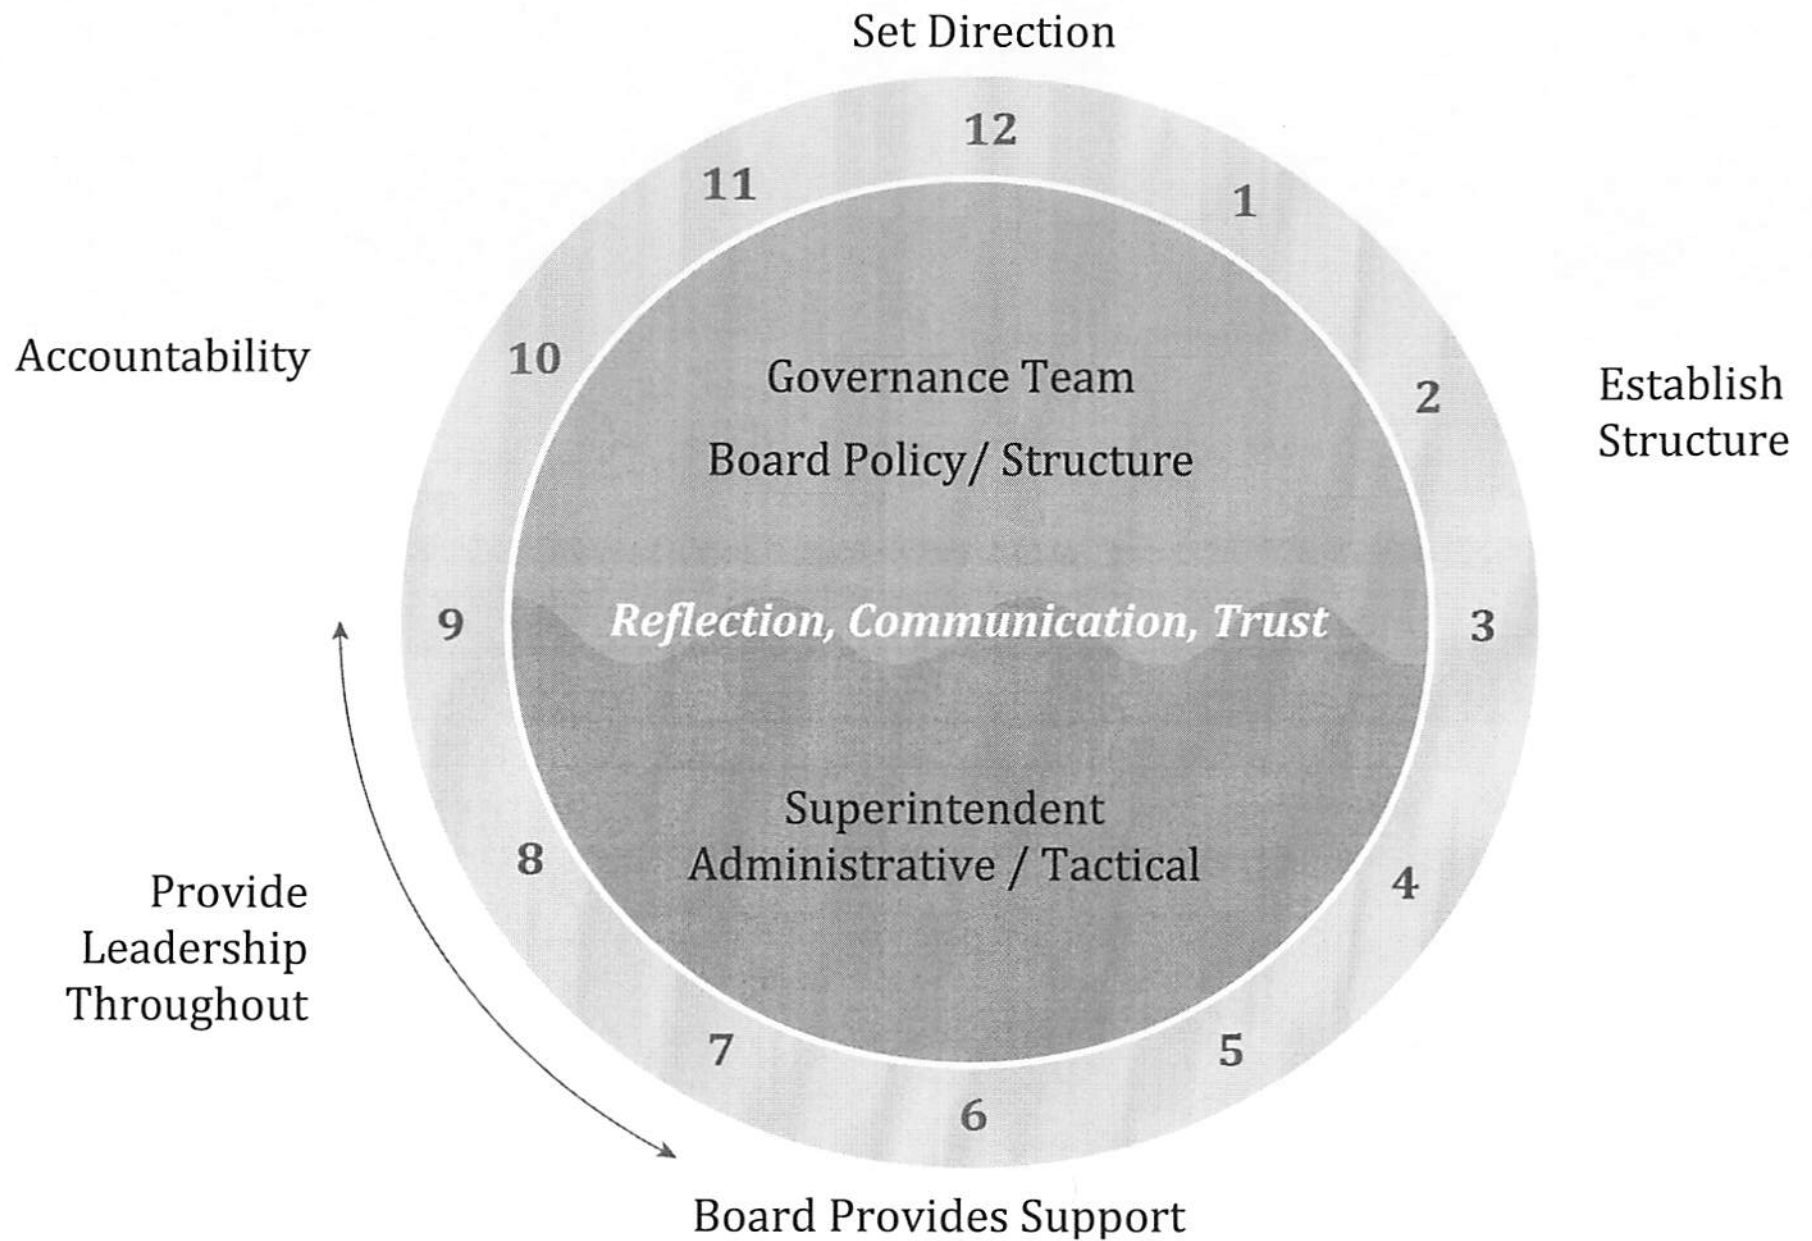 Set Direction
12
11
1
Accountability
10
2
Establish
Structure
Governance Team
Board Policy/ Structure
9
Reflection, Communication, Trust
3
Superintendent
Administrative / Tactical
8
4
Provide
Leadership
Throughout
7
5
6
Board Provides Support